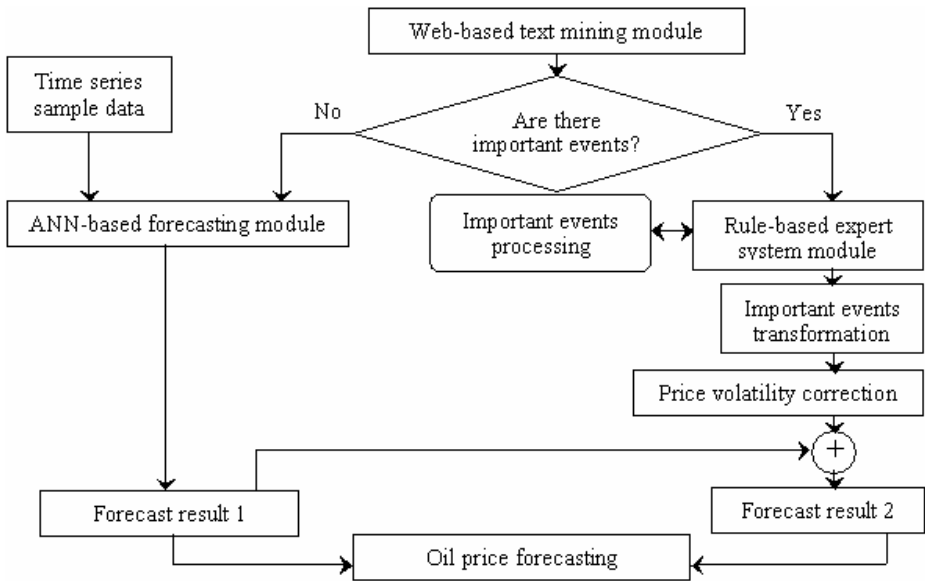 Web-based text mining module
Time series
sample data
No
Yes
Are there
important events?
ANN-based forecasting module
Important events
processing
Rule-based expert
system module
Important events
transformation
Price volatility correction
+
Forecast result 1
Forecast result 2
Oil price forecasting